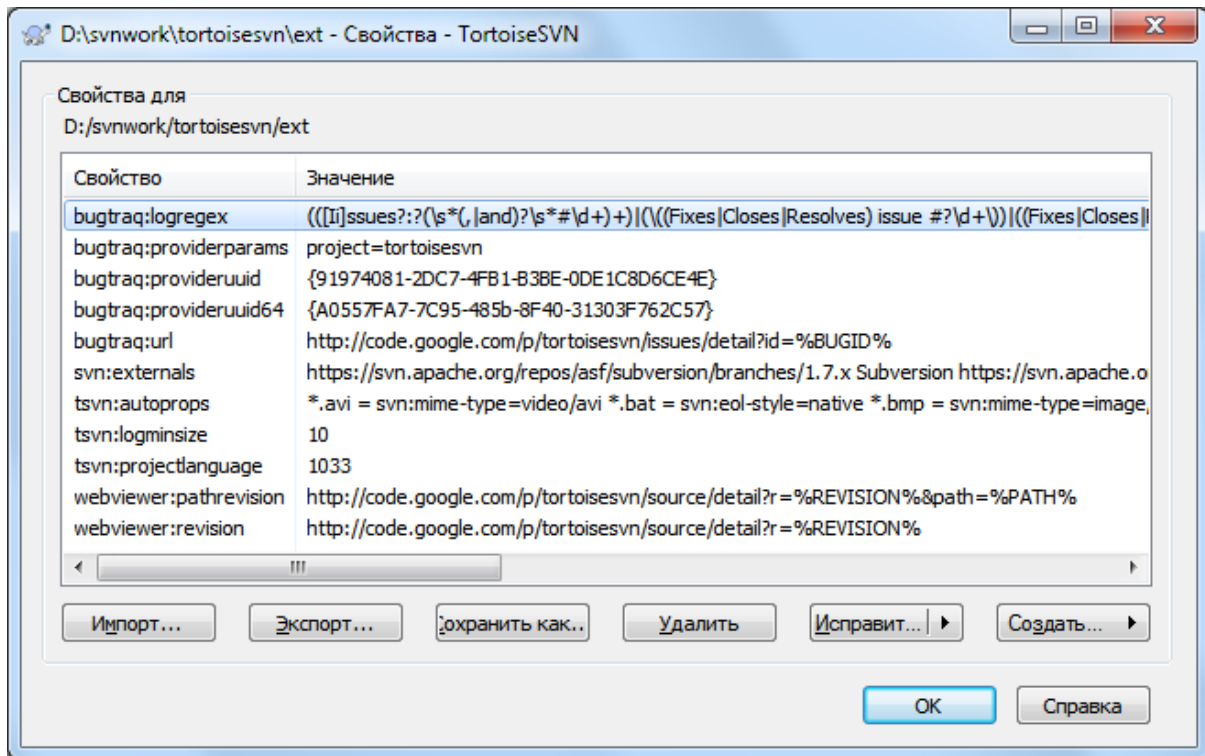 D:\svnwork\tortoisesvn\ext - Свойства - TortoiseSVN
Свойства для
D:/svnwork/tortoisesvn/ext
Свойство Значение
bugtraq:logregex (([Ii]ssues?:?(\s*(,|and)?\s*#\d+)+)|(\((Fixes|Closes|Resolves) issue #?\d+\))|((Fixes|Closes|
bugtraq:providerparams project=tortoisesvn
bugtraq:provideruuid {91974081-2DC7-4FB1-B3BE-0DE1C8D6CE4E}
bugtraq:provideruuid64 {A0557FA7-7C95-485b-8F40-31303F762C57}
bugtraq:url http://code.google.com/p/tortoisesvn/issues/detail?id=%BUGID%
svn:externals https://svn.apache.org/repos/asf/subversion/branches/1.7.x Subversion https://svn.apache.o
tsvn:autoprops *.avi = svn:mime-type=video/avi *.bat = svn:eol-style=native *.bmp = svn:mime-type=image
tsvn:logminsize 10
tsvn:projectlanguage 1033
webviewer:pathrevision http://code.google.com/p/tortoisesvn/source/detail?r=%REVISION%&path=%PATH%
webviewer:revision http://code.google.com/p/tortoisesvn/source/detail?r=%REVISION%
Импорт... Экспорт... охранить как.. Удалить Исправит... Создать...
OK Справка